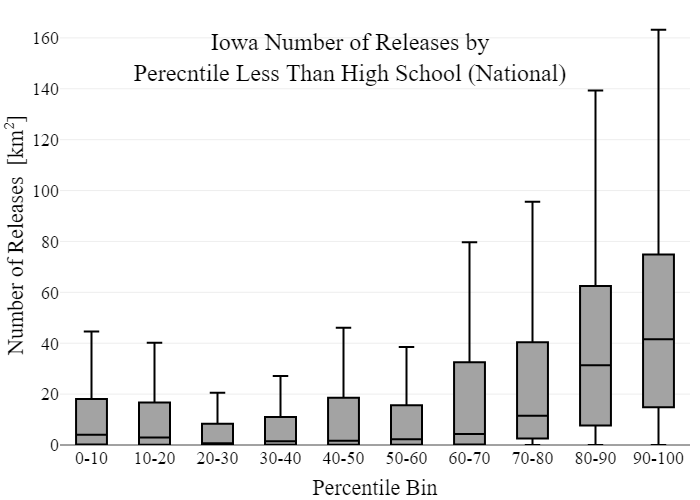 Iowa Number of Releases by
Perecntile Less Than High School (National)
Number of Releases [km²]
160
140
120
100
80
60
40
20
0
0-10 10-20 20-30 30-40 40-50 50-60 60-70 70-80 80-90 90-100
Percentile Bin